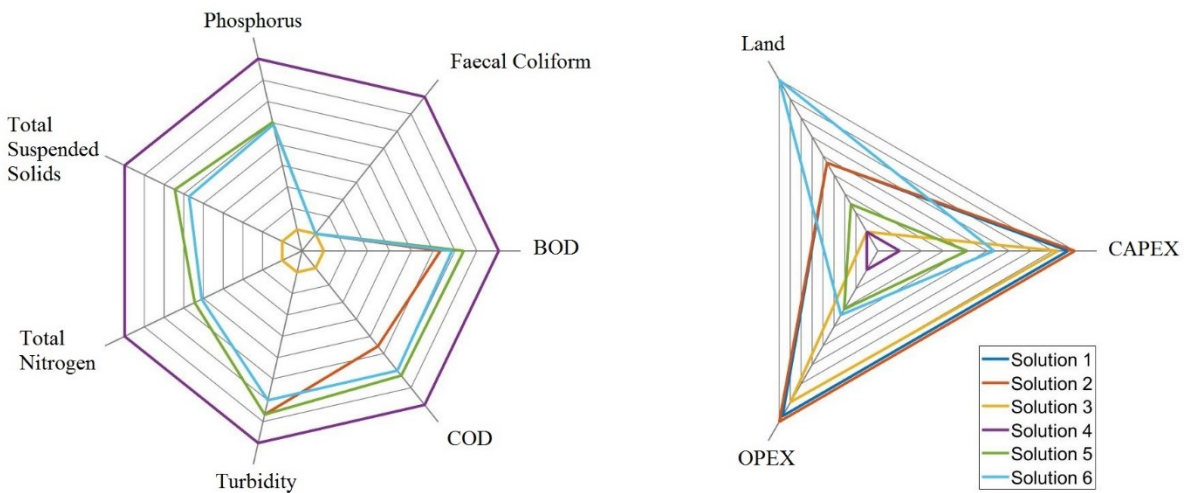 Phosphorus
Faecal Coliform
Total
Suspended
Solids
BOD
Total
Nitrogen
COD
Turbidity
Land
CAPEX
OPEX
Solution 1
Solution 2
Solution 3
Solution 4
Solution 5
Solution 6